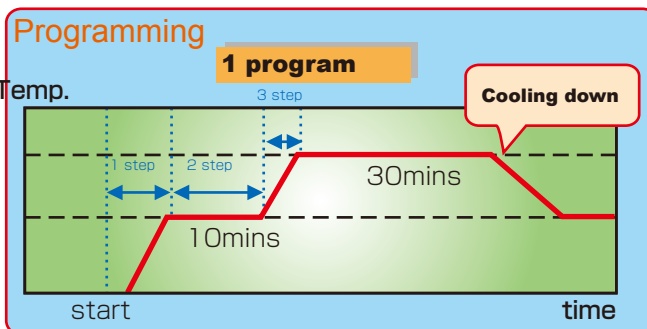 Programming
1 program
Temp.
3 step
Cooling down
1 step
2 step
30mins
10mins
start
time